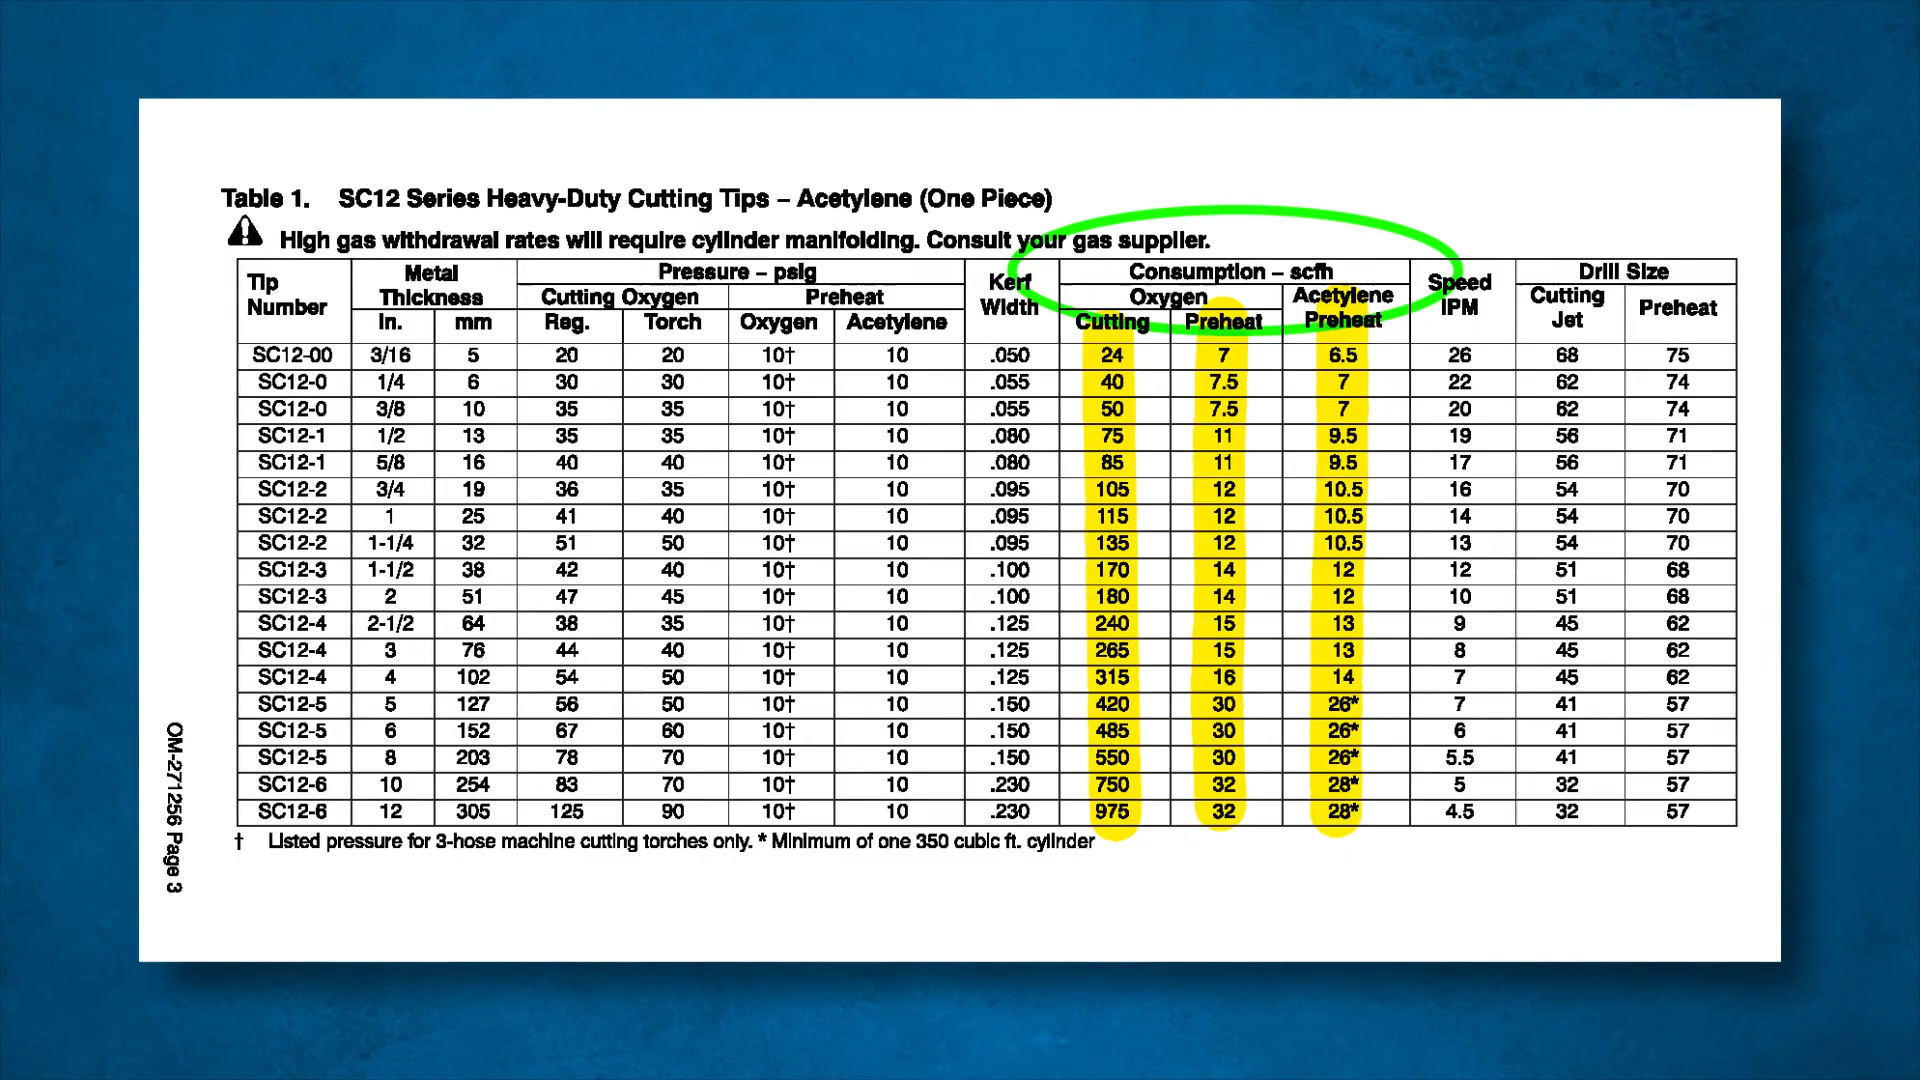 Table 1. SC12 Series Heavy-Duty Cutting Tips – Acetylene (One Piece)
High gas withdrawal rates will require cylinder manifolding. Consult your gas supplier.
Tip Number Metal Thickness Pressure – psig Kerf Width Consumption – scfh Speed IPM Drill Size
Cutting Oxygen Preheat Oxygen Acetylene Preheat Cutting Jet Preheat
In. mm Reg. Torch Oxygen Acetylene Cutting Preheat
SC12-00 3/16 5 20 20 10† 10 .050 24 7 6.5 26 68 75
SC12-0 1/4 6 30 30 10† 10 .055 40 7.5 7 22 62 74
SC12-0 3/8 10 35 35 10† 10 .055 50 7.5 7 20 62 74
SC12-1 1/2 13 35 35 10† 10 .080 75 11 9.5 19 56 71
SC12-1 5/8 16 40 40 10† 10 .080 85 11 9.5 17 56 71
SC12-2 3/4 19 36 35 10† 10 .095 105 12 10.5 16 54 70
SC12-2 1 25 41 40 10† 10 .095 115 12 10.5 14 54 70
SC12-2 1-1/4 32 51 50 10† 10 .095 135 12 10.5 13 54 70
SC12-3 1-1/2 38 42 40 10† 10 .100 170 14 12 12 51 68
SC12-3 2 51 47 45 10† 10 .100 180 14 12 10 51 68
SC12-4 2-1/2 64 38 35 10† 10 .125 240 15 13 9 45 62
SC12-4 3 76 44 40 10† 10 .125 265 15 13 8 45 62
SC12-4 4 102 54 50 10† 10 .125 315 16 14 7 45 62
SC12-5 5 127 56 50 10† 10 .150 420 30 26* 7 41 57
SC12-5 6 152 67 60 10† 10 .150 485 30 26* 6 41 57
SC12-5 8 203 78 70 10† 10 .150 550 30 26* 5.5 41 57
SC12-6 10 254 83 70 10† 10 .230 750 32 28* 5 32 57
SC12-6 12 305 125 90 10† 10 .230 975 32 28* 4.5 32 57
† Listed pressure for 3-hose machine cutting torches only. * Minimum of one 350 cubic ft. cylinder
OM-271256 Page 3